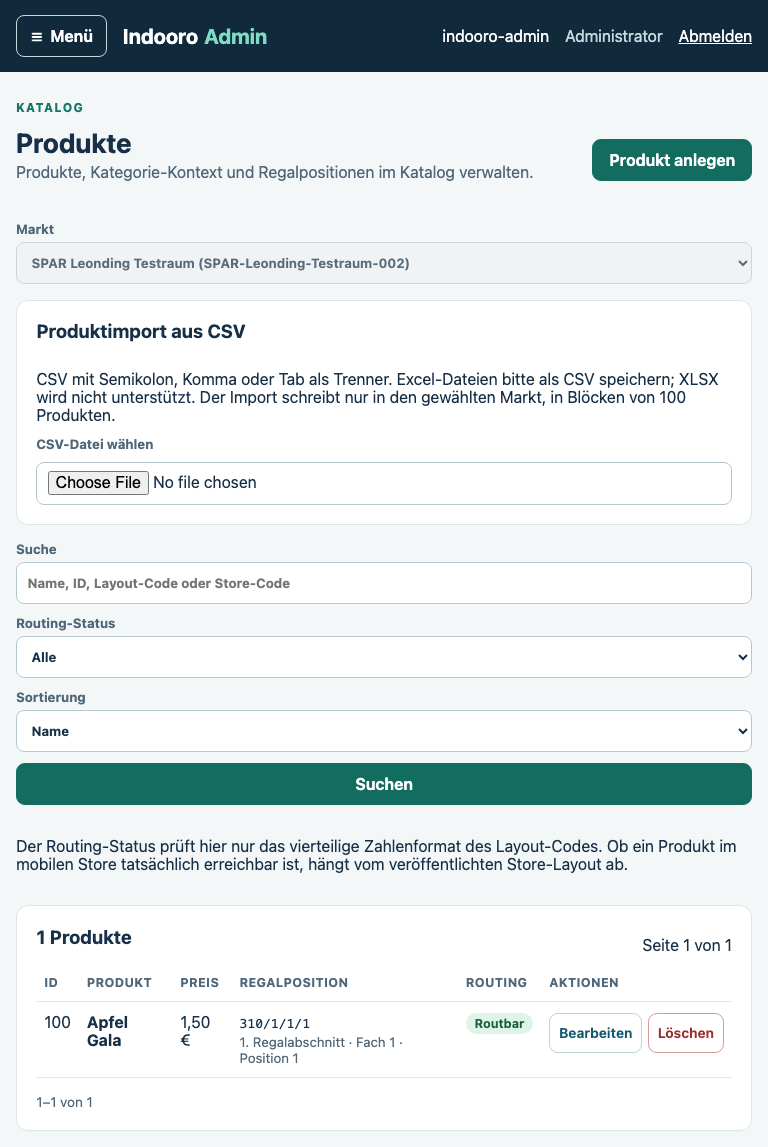 ≡ Menü Indooro Admin indooro-admin Administrator Abmelden
KATALOG
Produkte
Produkte, Kategorie-Kontext und Regalpositionen im Katalog verwalten.
Produkt anlegen
Markt
SPAR Leonding Testraum (SPAR-Leonding-Testraum-002)
Produktimport aus CSV
CSV mit Semikolon, Komma oder Tab als Trenner. Excel-Dateien bitte als CSV speichern; XLSX
wird nicht unterstützt. Der Import schreibt nur in den gewählten Markt, in Blöcken von 100
Produkten.
CSV-Datei wählen
Choose File No file chosen
Suche
Name, ID, Layout-Code oder Store-Code
Routing-Status
Alle
Sortierung
Name
Suchen
Der Routing-Status prüft hier nur das vierteilige Zahlenformat des Layout-Codes. Ob ein Produkt im
mobilen Store tatsächlich erreichbar ist, hängt vom veröffentlichten Store-Layout ab.
1 Produkte
Seite 1 von 1
ID PRODUKT PREIS REGALPOSITION ROUTING AKTIONEN
100 Apfel Gala 1,50 € 310/1/1/1 Routbar Bearbeiten Löschen
1. Regalabschnitt · Fach 1 ·
Position 1
1–1 von 1